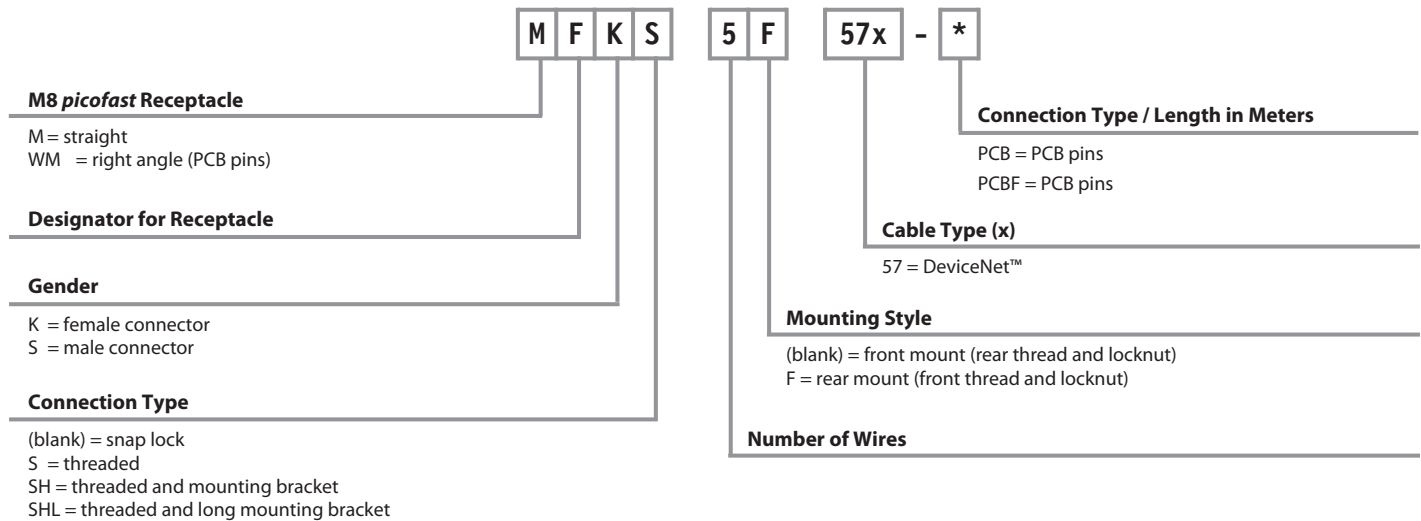 M F K S 5 F 57x - *
M8 picofast Receptacle
M = straight
WM = right angle (PCB pins)
Designator for Receptacle
Gender
K = female connector
S = male connector
Connection Type
(blank) = snap lock
S = threaded
SH = threaded and mounting bracket
SHL = threaded and long mounting bracket
Connection Type / Length in Meters
PCB = PCB pins
PCBF = PCB pins
Cable Type (x)
57 = DeviceNet™
Mounting Style
(blank) = front mount (rear thread and locknut)
F = rear mount (front thread and locknut)
Number of Wires